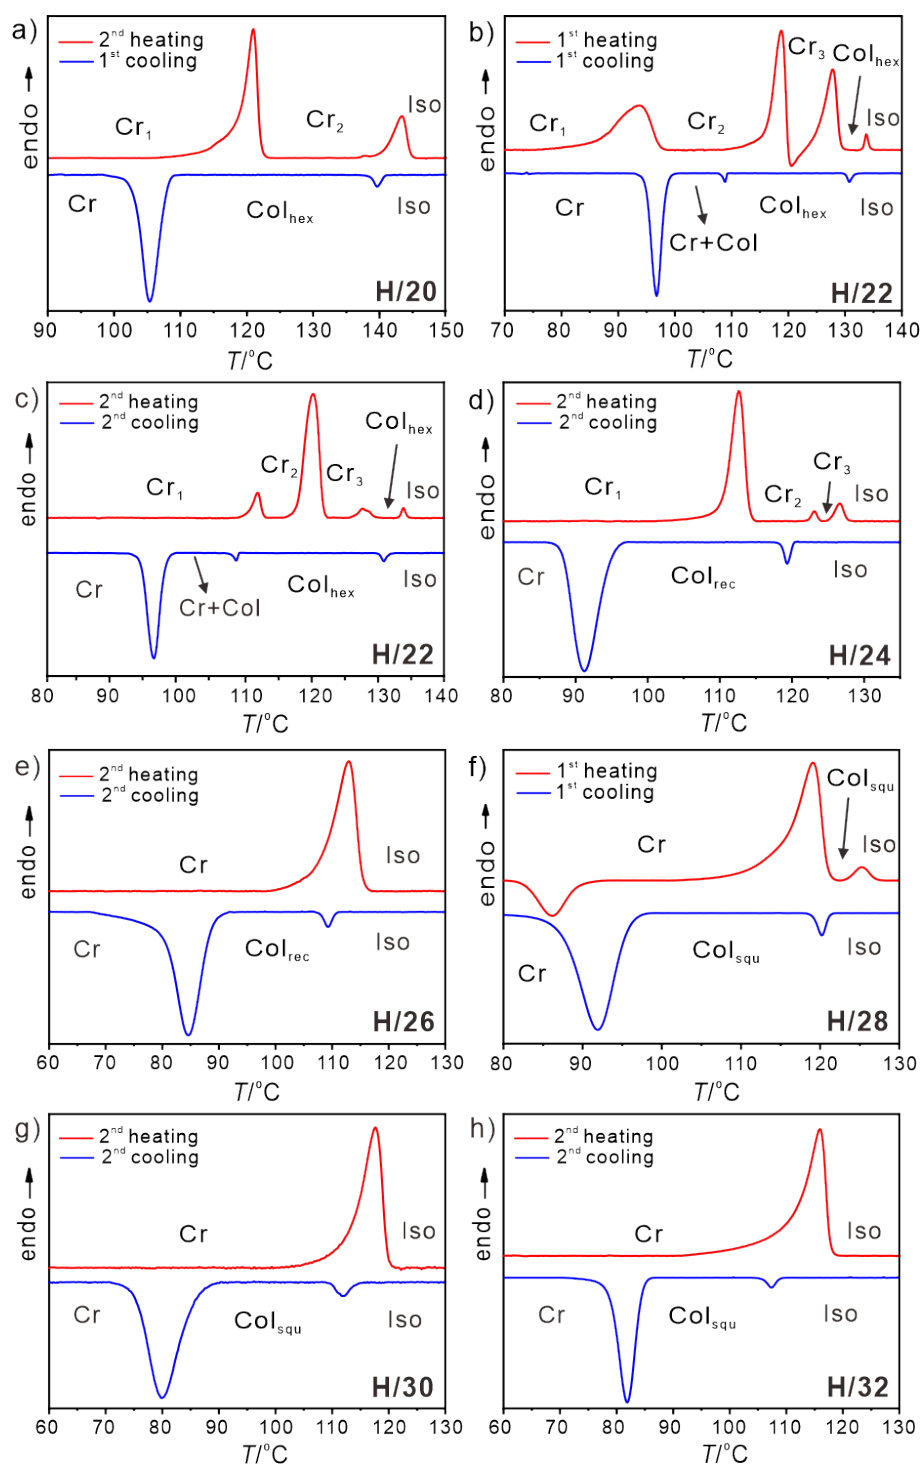 a)
2nd heating
1st cooling
endo →
Cr1
Cr2
Iso
Cr
Colhex
Iso
H/20
90 100 110 120 130 140 150
T/°C
b)
1st heating
1st cooling
endo →
Cr1
Cr2
Cr3
Colhex
Iso
Cr
Cr+Col
Colhex
Iso
H/22
70 80 90 100 110 120 130 140
T/°C
c)
2nd heating
2nd cooling
endo →
Cr1
Cr2
Cr3
Colhex
Iso
Cr
Cr+Col
Colhex
Iso
H/22
80 90 100 110 120 130 140
T/°C
d)
2nd heating
2nd cooling
endo →
Cr1
Cr2
Cr3
Iso
Cr
Colrec
Iso
H/24
80 90 100 110 120 130
T/°C
e)
2nd heating
2nd cooling
endo →
Cr
Iso
Cr
Colrec
Iso
H/26
60 70 80 90 100 110 120 130
T/°C
f)
1st heating
1st cooling
endo →
Cr
Colsqu
Iso
Cr
Colsqu
Iso
H/28
80 90 100 110 120 130
T/°C
g)
2nd heating
2nd cooling
endo →
Cr
Iso
Cr
Colsqu
Iso
H/30
60 70 80 90 100 110 120 130
T/°C
h)
2nd heating
2nd cooling
endo →
Cr
Iso
Cr
Colsqu
Iso
H/32
60 70 80 90 100 110 120 130
T/°C